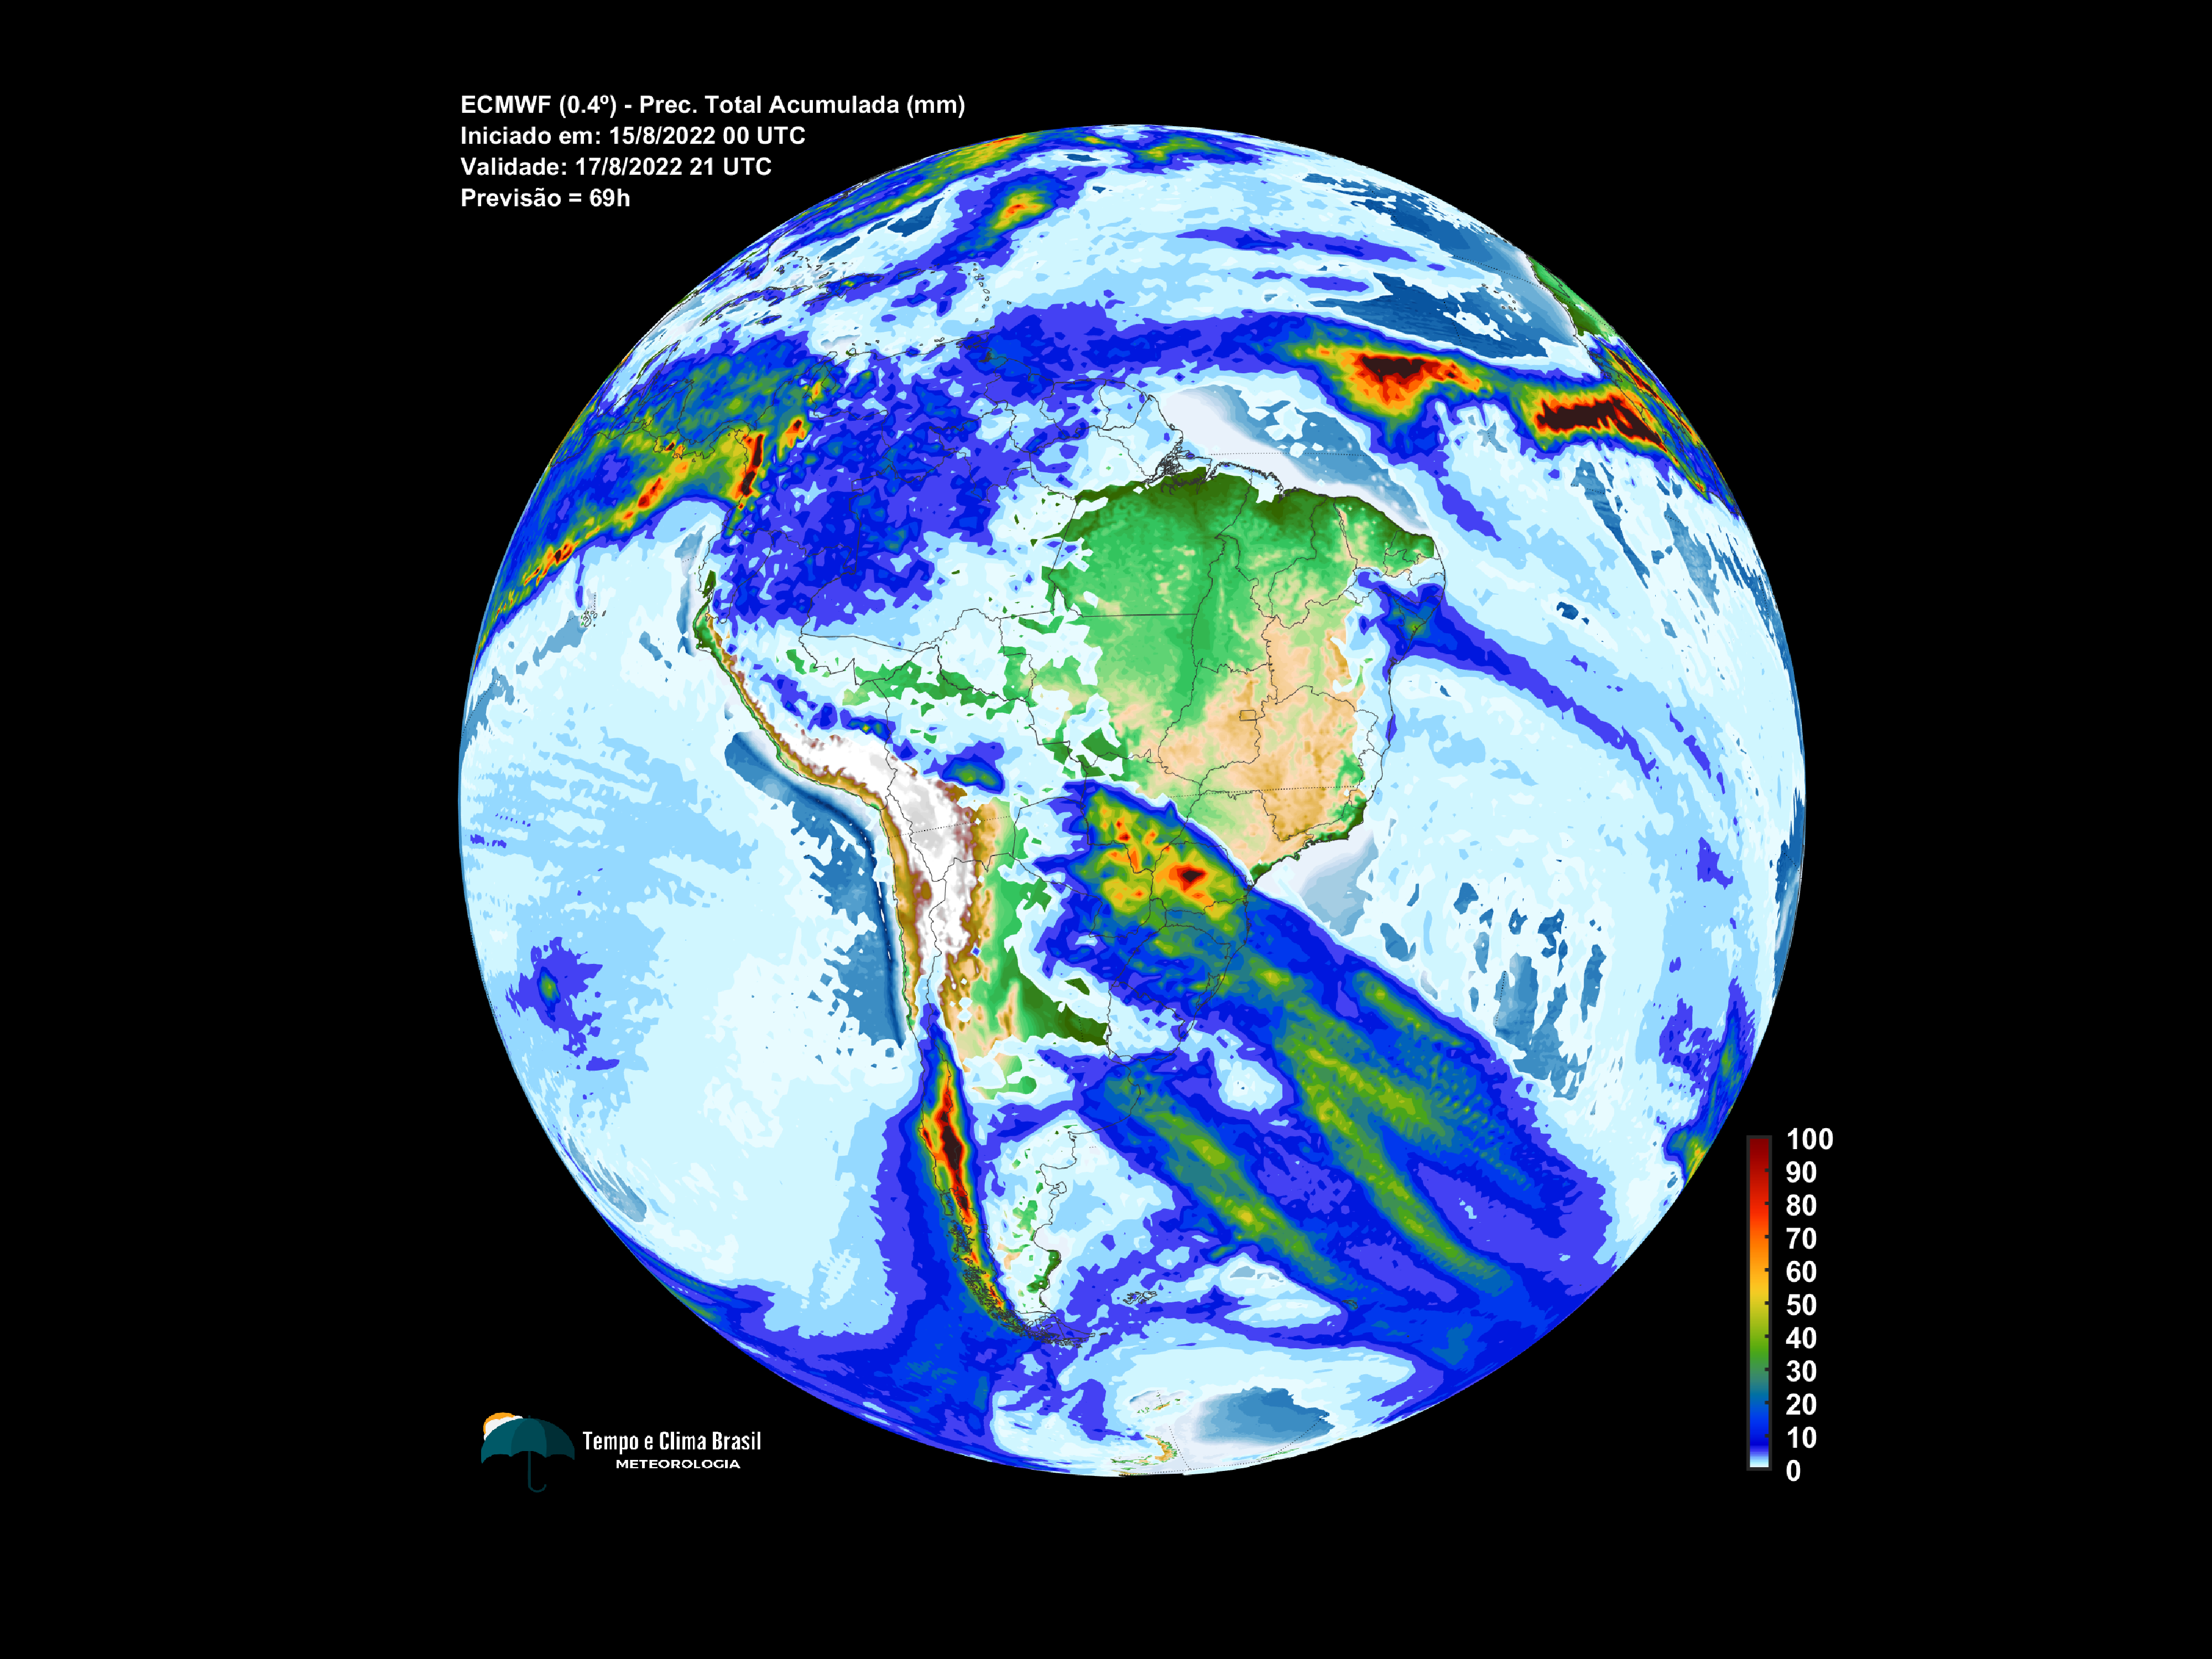 ECMWF (0.4º) - Prec. Total Acumulada (mm)
Iniciado em: 15/8/2022 00 UTC
Validade: 17/8/2022 21 UTC
Previsão = 69h
100
90
80
70
60
50
40
30
20
10
0
Tempo e Clima Brasil
METEOROLOGIA